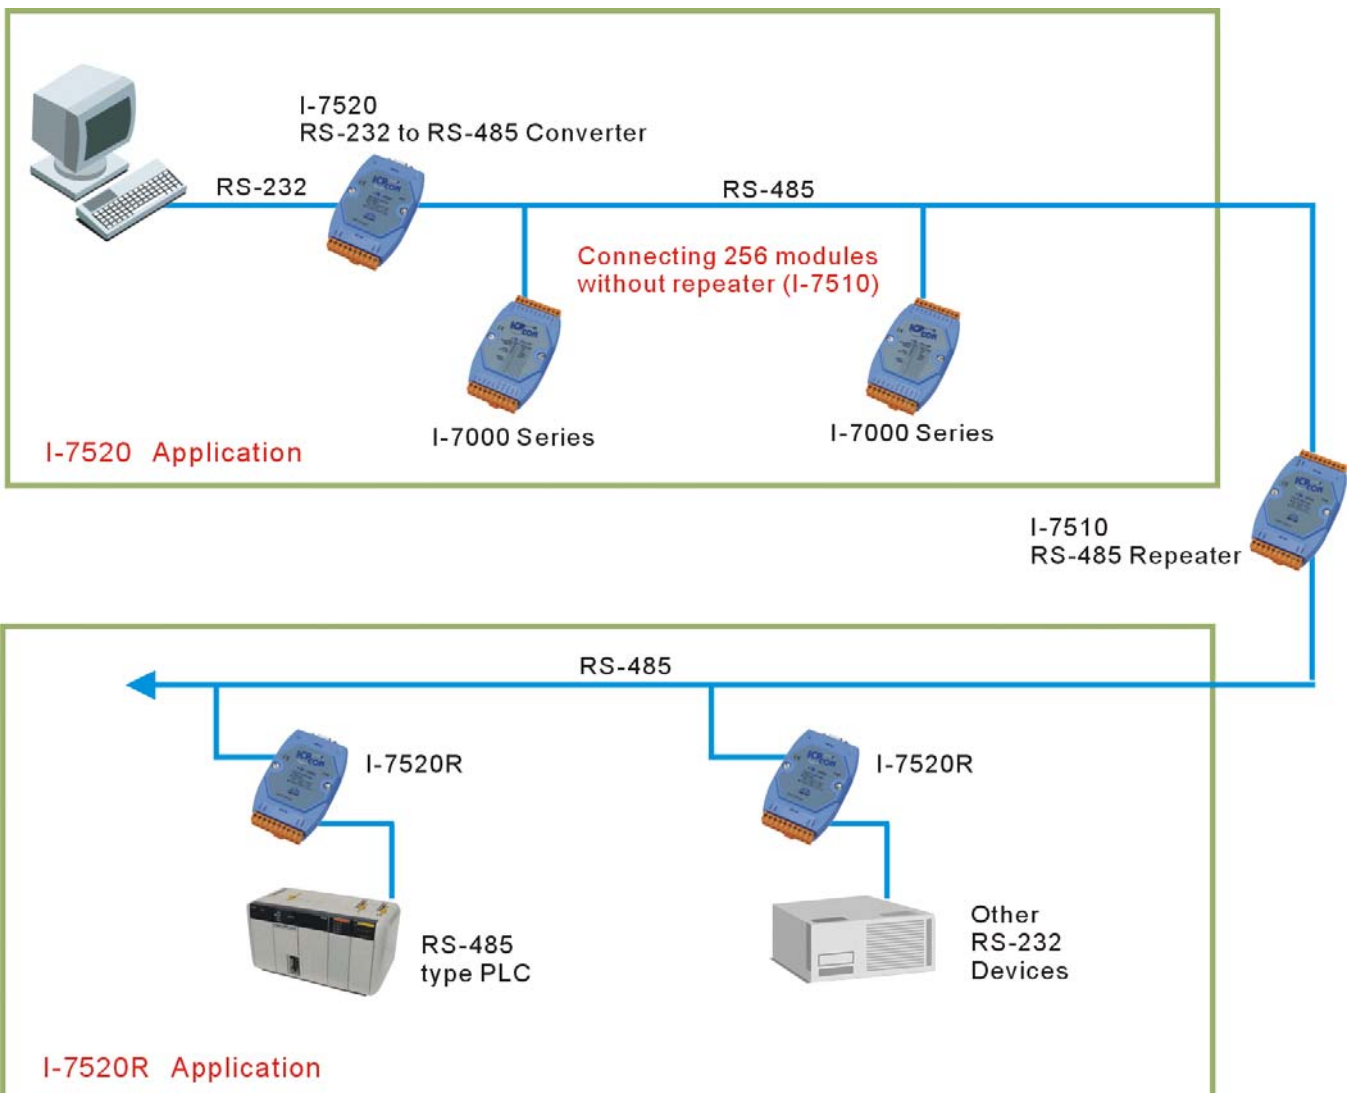 I-7520
RS-232 to RS-485 Converter
RS-232
RS-485
Connecting 256 modules
without repeater (I-7510)
I-7000 Series
I-7000 Series
I-7520 Application
I-7510
RS-485 Repeater
RS-485
I-7520R
I-7520R
RS-485
type PLC
Other
RS-232
Devices
I-7520R Application